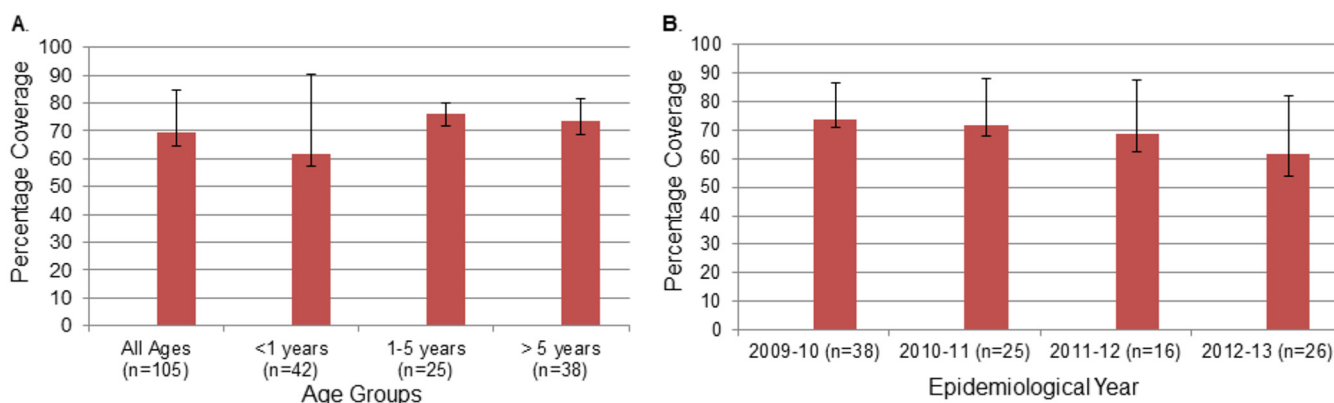 A.
Percentage Coverage
100
90
80
70
60
50
40
30
20
10
0
All Ages (n=105)
<1 years (n=42)
1-5 years (n=25)
> 5 years (n=38)
Age Groups
B.
Percentage Coverage
100
90
80
70
60
50
40
30
20
10
0
2009-10 (n=38) 2010-11 (n=25) 2011-12 (n=16) 2012-13 (n=26)
Epidemiological Year